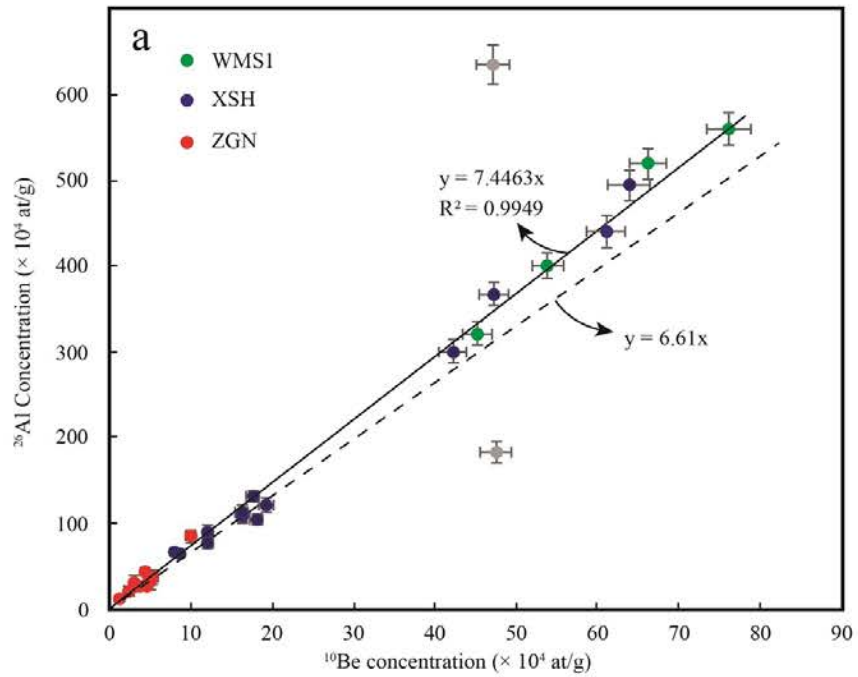 a
WMS1
XSH
ZGN
y = 7.4463x
R² = 0.9949
y = 6.61x
600
500
400
300
200
100
0
0 10 20 30 40 50 60 70 80 90
²⁶Al Concentration (× 10⁴ at/g)
¹⁰Be concentration (× 10⁴ at/g)